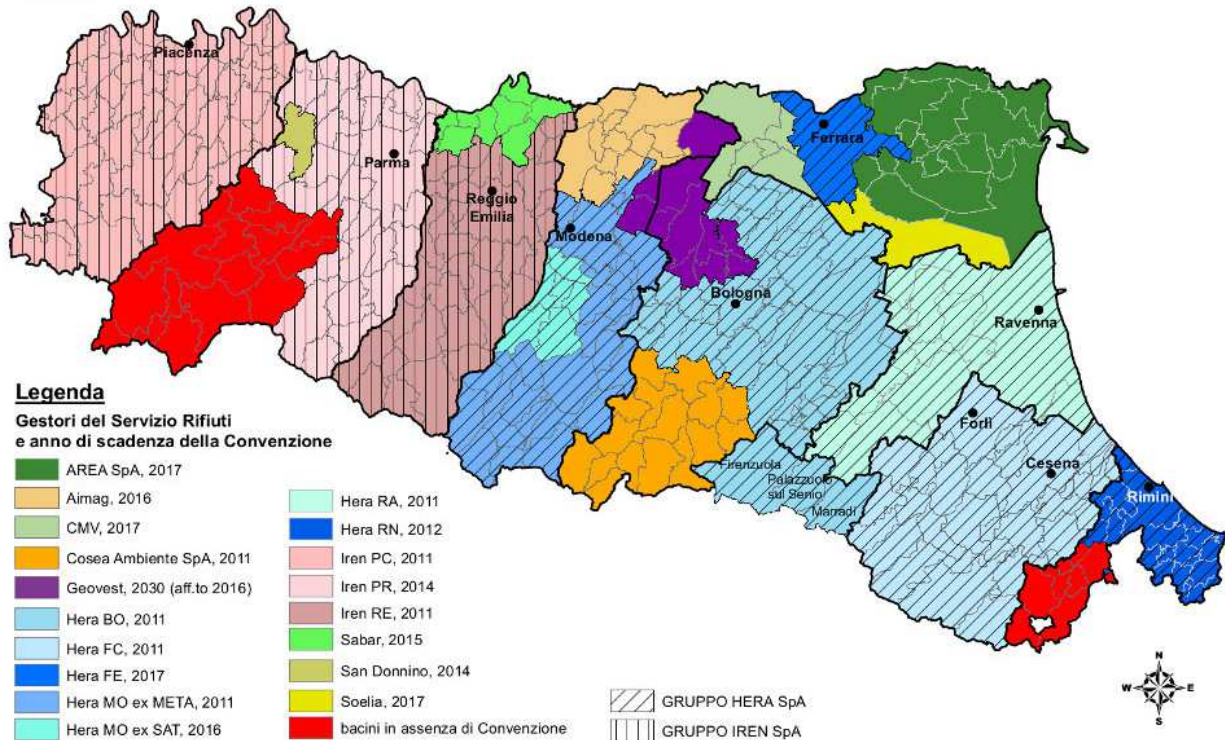 Piacenza
Parma
Reggio
Emilia
Modena
Ferrara
Bologna
Ravenna
Forlì
Cesena
Rimini
Firenzuola
Palazzuolo
sul Senio
Marradi
Legenda
Gestori del Servizio Rifiuti
e anno di scadenza della Convenzione
AREA SpA, 2017
Aimag, 2016
CMV, 2017
Cosea Ambiente SpA, 2011
Geovest, 2030 (aff.to 2016)
Hera BO, 2011
Hera FC, 2011
Hera FE, 2017
Hera MO ex META, 2011
Hera MO ex SAT, 2016
Hera RA, 2011
Hera RN, 2012
Iren PC, 2011
Iren PR, 2014
Iren RE, 2011
Sabar, 2015
San Donnino, 2014
Soelia, 2017
bacini in assenza di Convenzione
GRUPPO HERA SpA
GRUPPO IREN SpA
N
W E
S